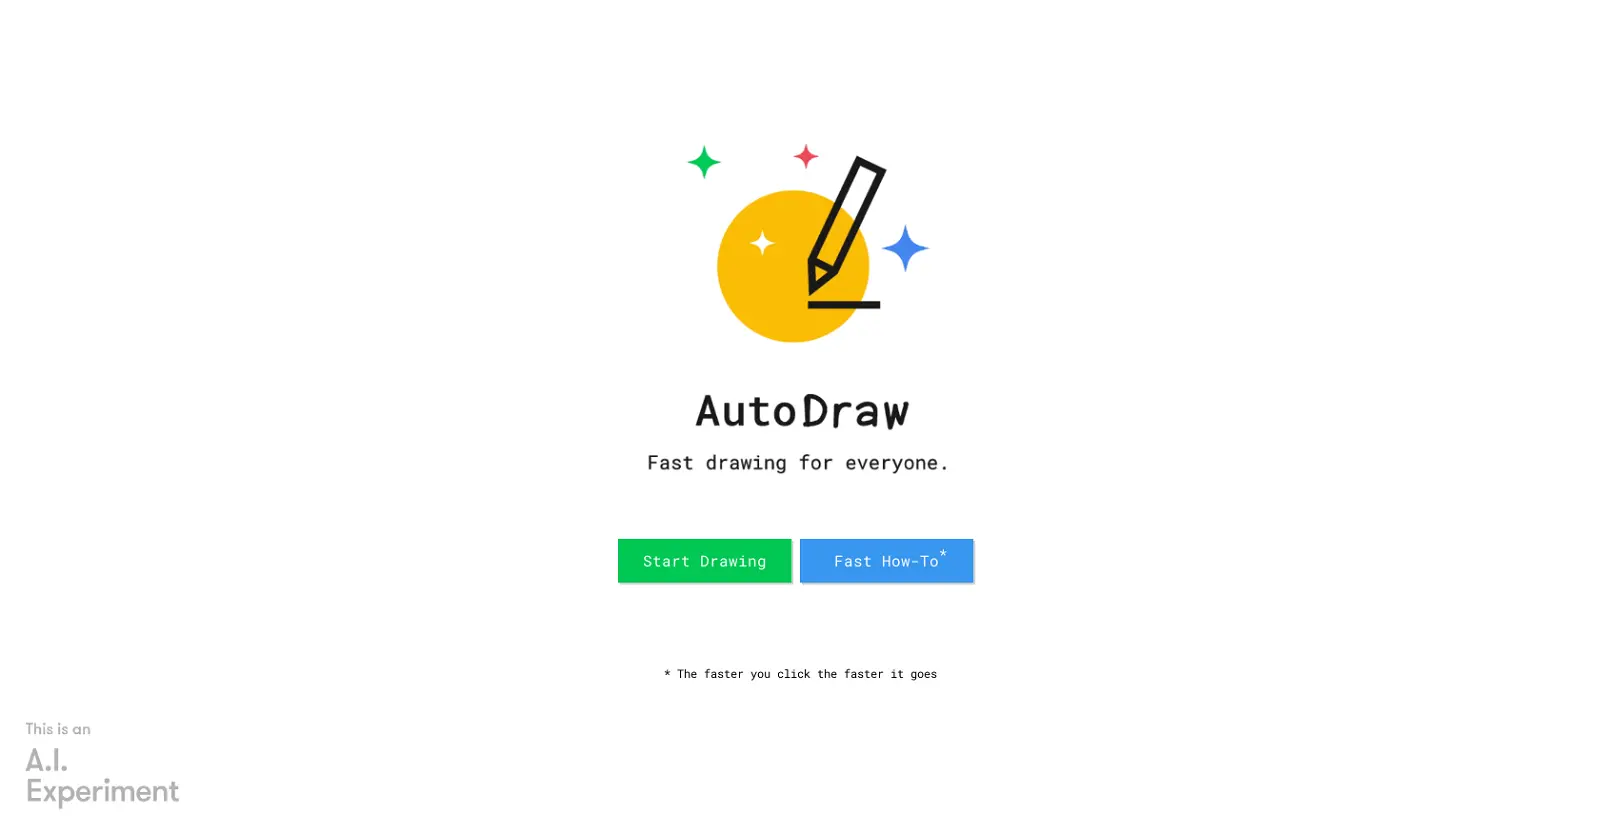 AutoDraw
Fast drawing for everyone.
Start Drawing
Fast How-To*
* The faster you click the faster it goes
This is an
A.I.
Experiment